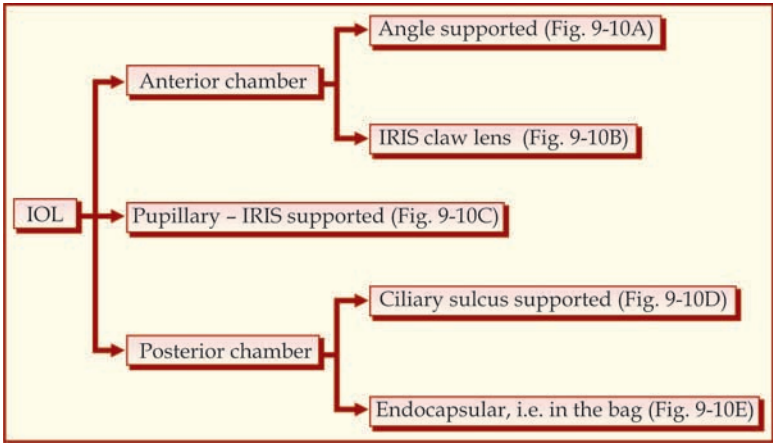 Angle supported (Fig. 9-10A)
Anterior chamber
IRIS claw lens (Fig. 9-10B)
IOL
Pupillary – IRIS supported (Fig. 9-10C)
Ciliary sulcus supported (Fig. 9-10D)
Posterior chamber
Endocapsular, i.e. in the bag (Fig. 9-10E)